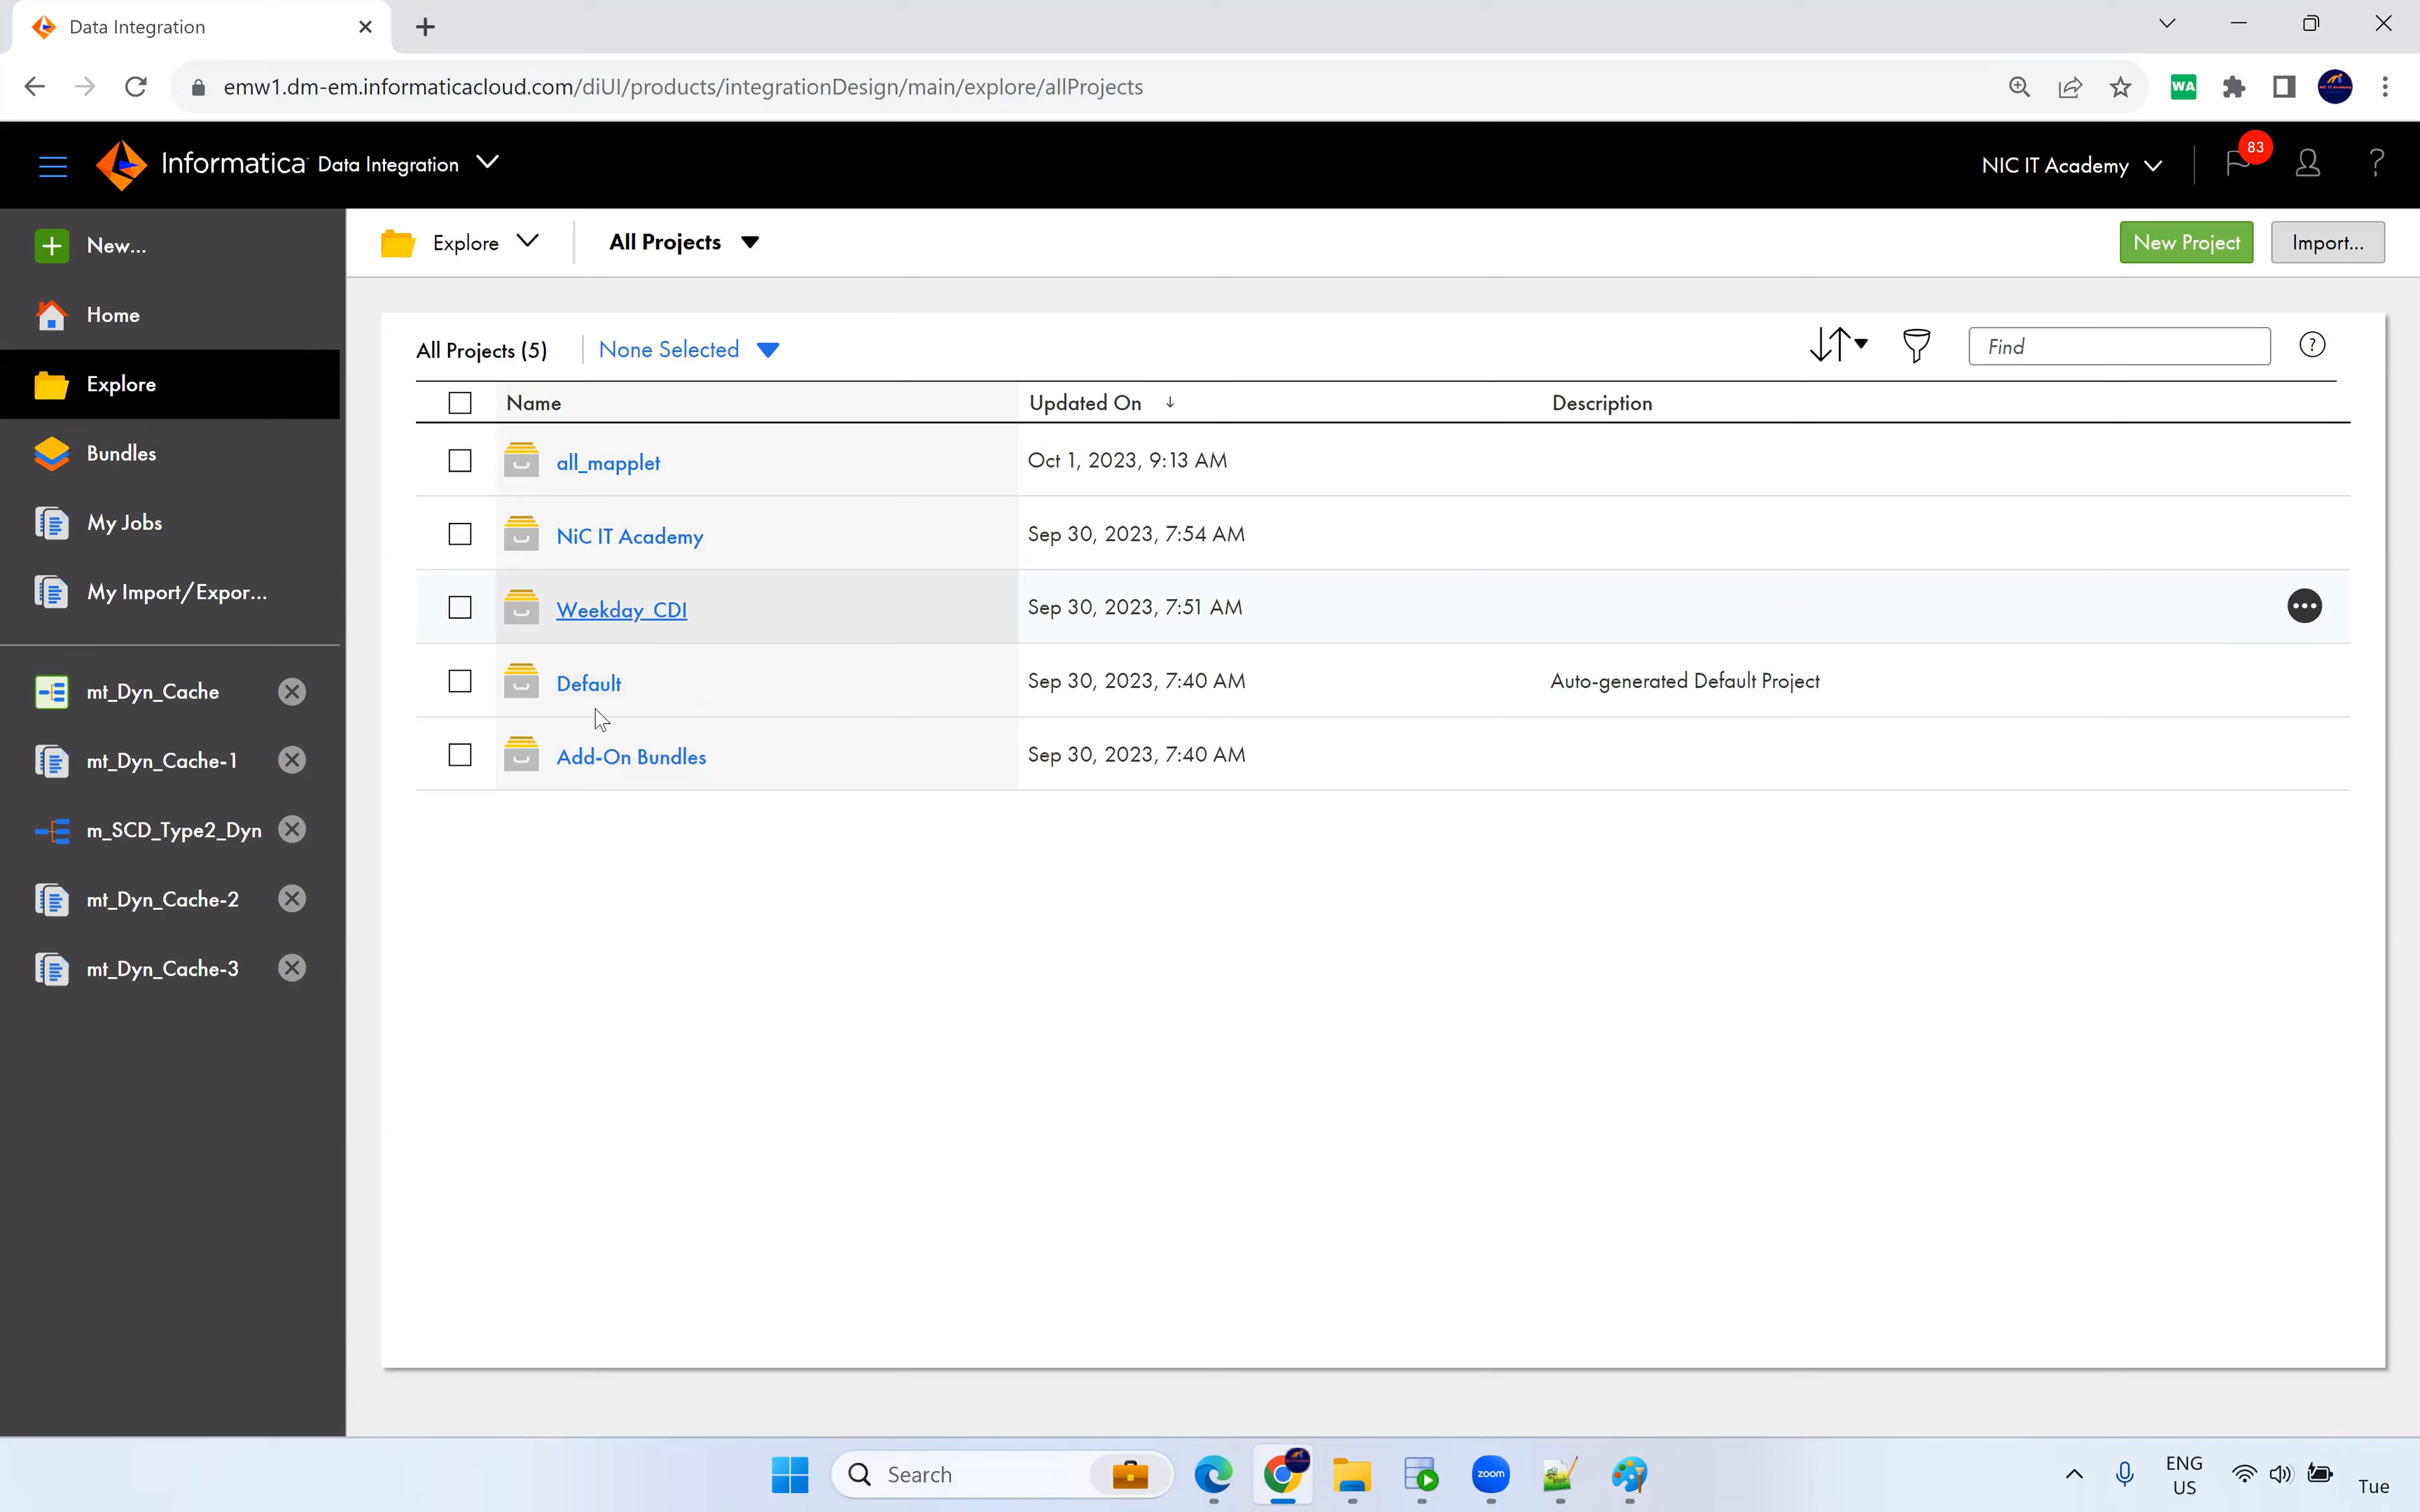 Data Integration
emw1.dm-em.informaticacloud.com/diUI/products/integrationDesign/main/explore/allProjects
WA
Informatica Data Integration
NIC IT Academy
83
?
New...
Home
Explore
Bundles
My Jobs
My Import/Expor...
mt_Dyn_Cache
mt_Dyn_Cache-1
m_SCD_Type2_Dyn
mt_Dyn_Cache-2
mt_Dyn_Cache-3
Explore
All Projects
New Project
Import...
All Projects (5)
None Selected
Find
?
Name Updated On Description
all_mapplet Oct 1, 2023, 9:13 AM
NiC IT Academy Sep 30, 2023, 7:54 AM
Weekday_CDI Sep 30, 2023, 7:51 AM
Default Sep 30, 2023, 7:40 AM Auto-generated Default Project
Add-On Bundles Sep 30, 2023, 7:40 AM
Search
zoom
ENG
US
Tue